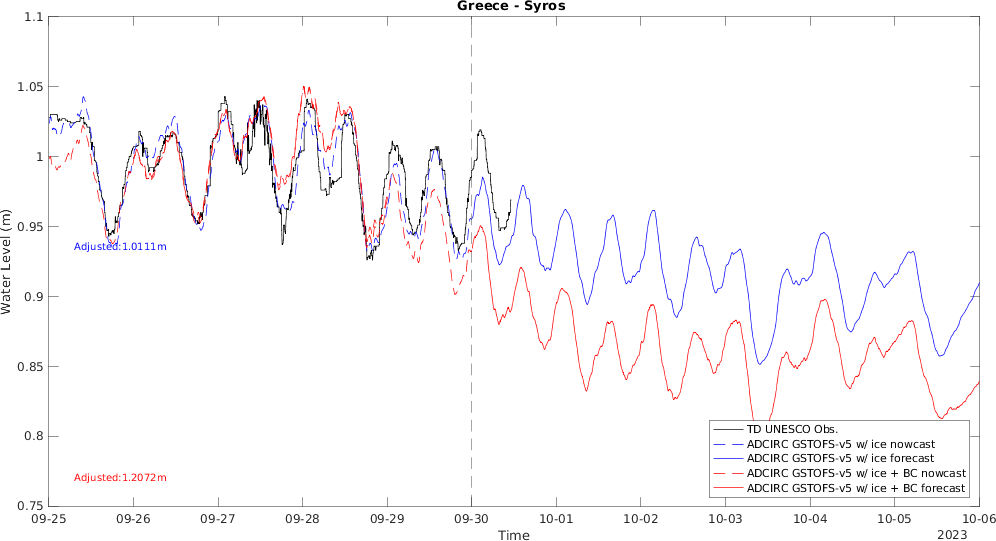 Greece - Syros
1.1
1.05
1
0.95
0.9
0.85
0.8
0.75
Water Level (m)
Adjusted:1.0111m
Adjusted:1.2072m
TD UNESCO Obs.
ADCIRC GSTOFS-v5 w/ ice nowcast
ADCIRC GSTOFS-v5 w/ ice forecast
ADCIRC GSTOFS-v5 w/ ice + BC nowcast
ADCIRC GSTOFS-v5 w/ ice + BC forecast
09-25 09-26 09-27 09-28 09-29 09-30 10-01 10-02 10-03 10-04 10-05 10-06
Time
2023